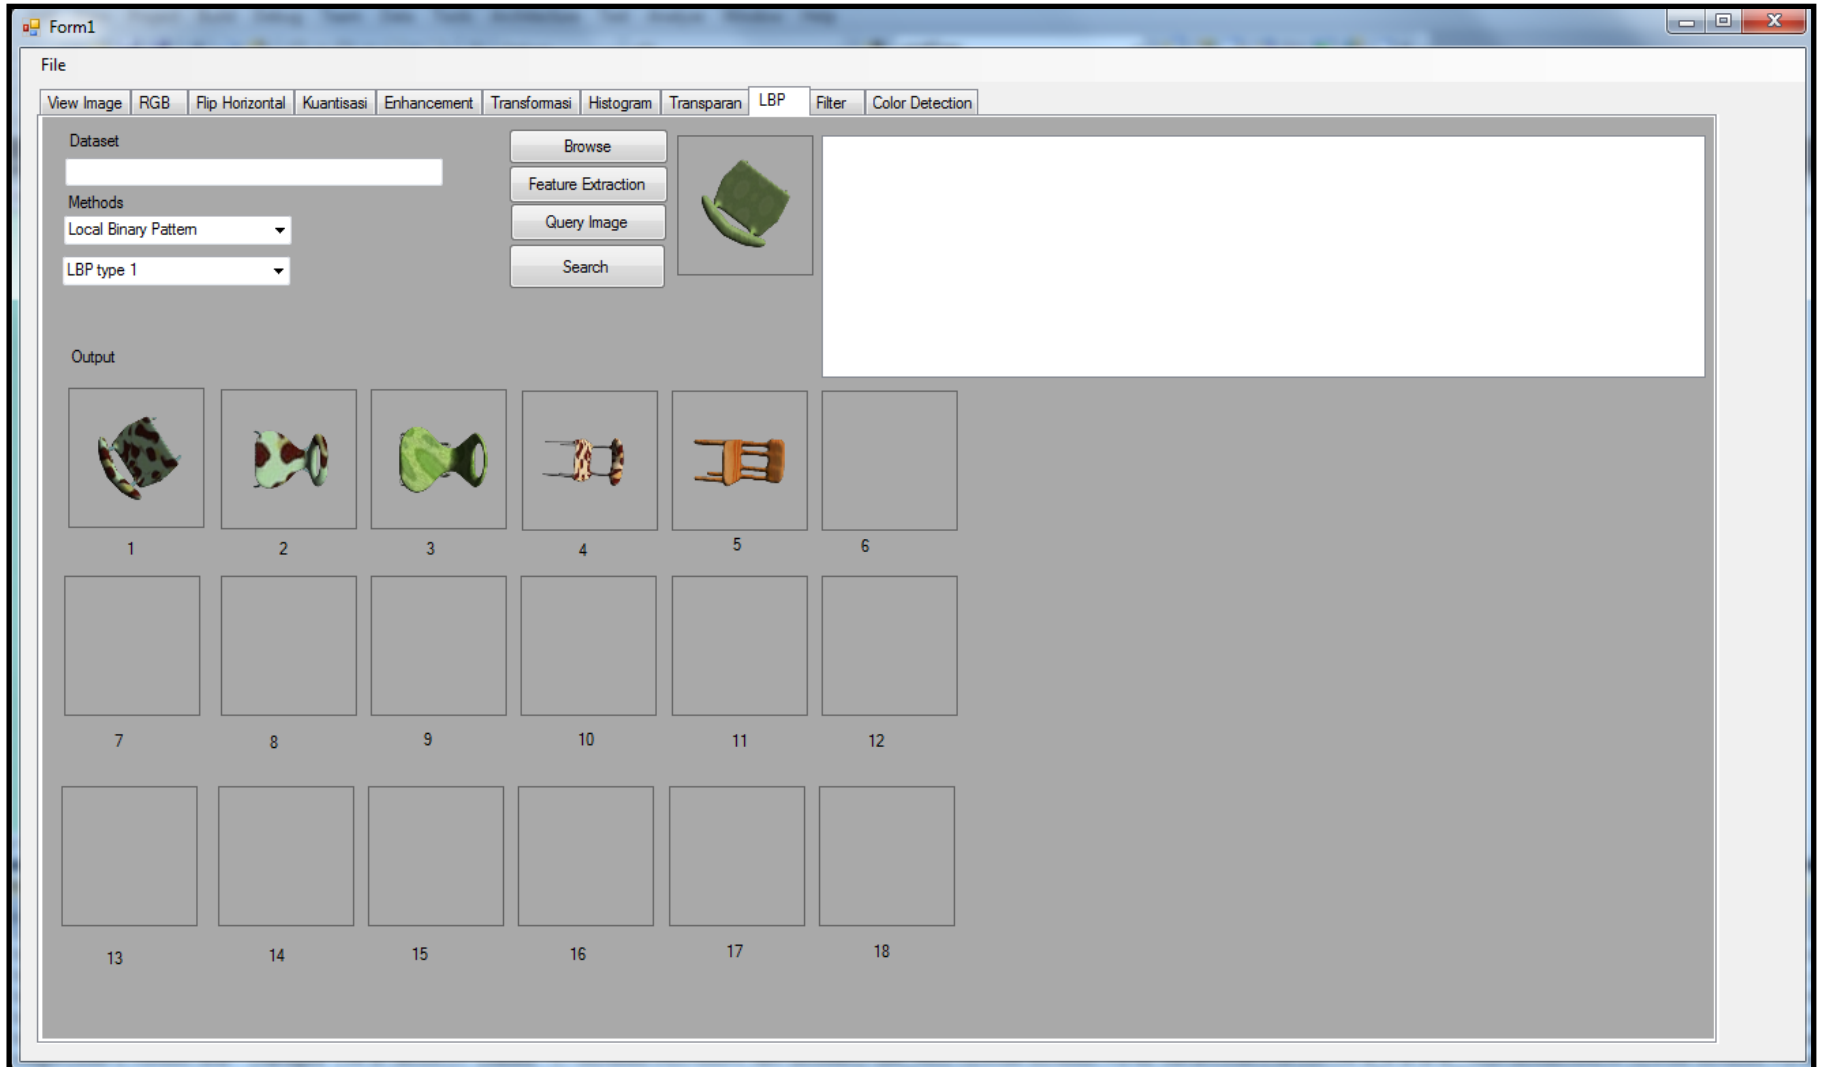 Form1
File
View Image RGB Flip Horizontal Kuantisasi Enhancement Transformasi Histogram Transparan LBP Filter Color Detection
Dataset
Browse
Feature Extraction
Methods
Local Binary Pattern
Query Image
LBP type 1
Search
Output
1 2 3 4 5 6
7 8 9 10 11 12
13 14 15 16 17 18